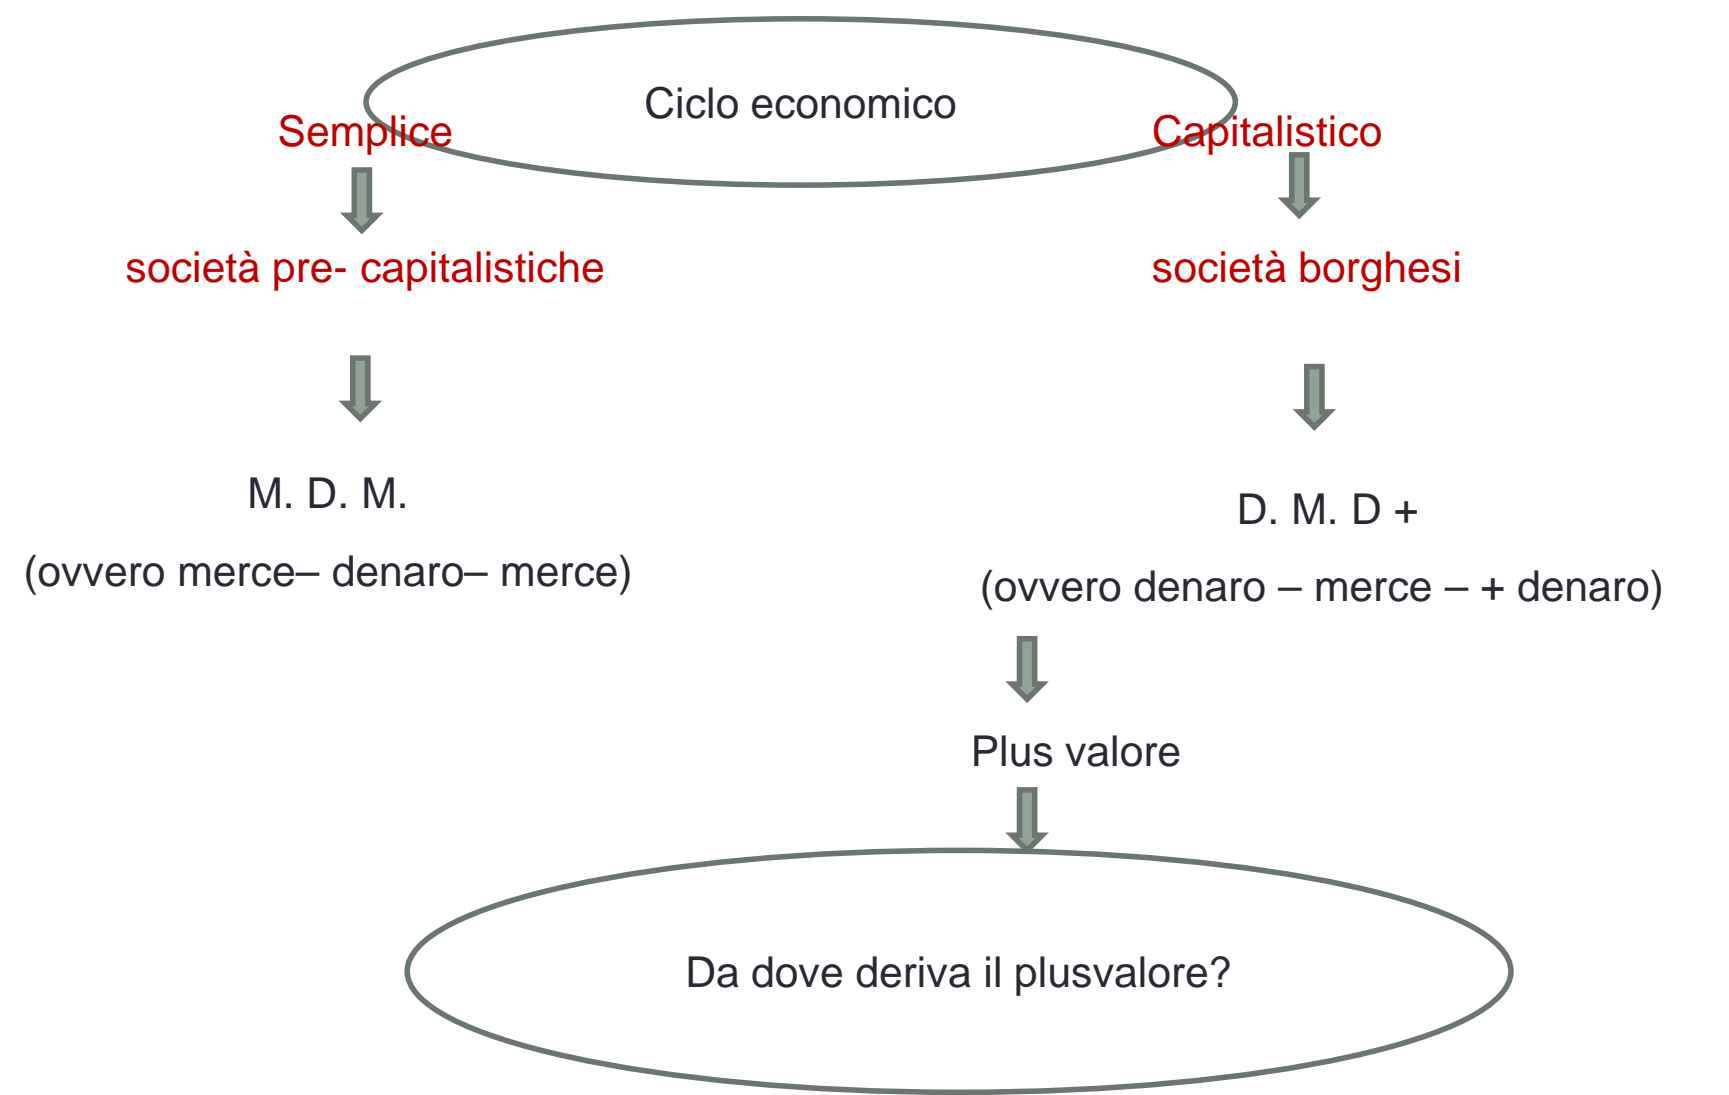 Ciclo economico
Semplice
Capitalistico
società pre- capitalistiche
società borghesi
M. D. M.
D. M. D +
(ovvero merce– denaro– merce)
(ovvero denaro – merce – + denaro)
Plus valore
Da dove deriva il plusvalore?